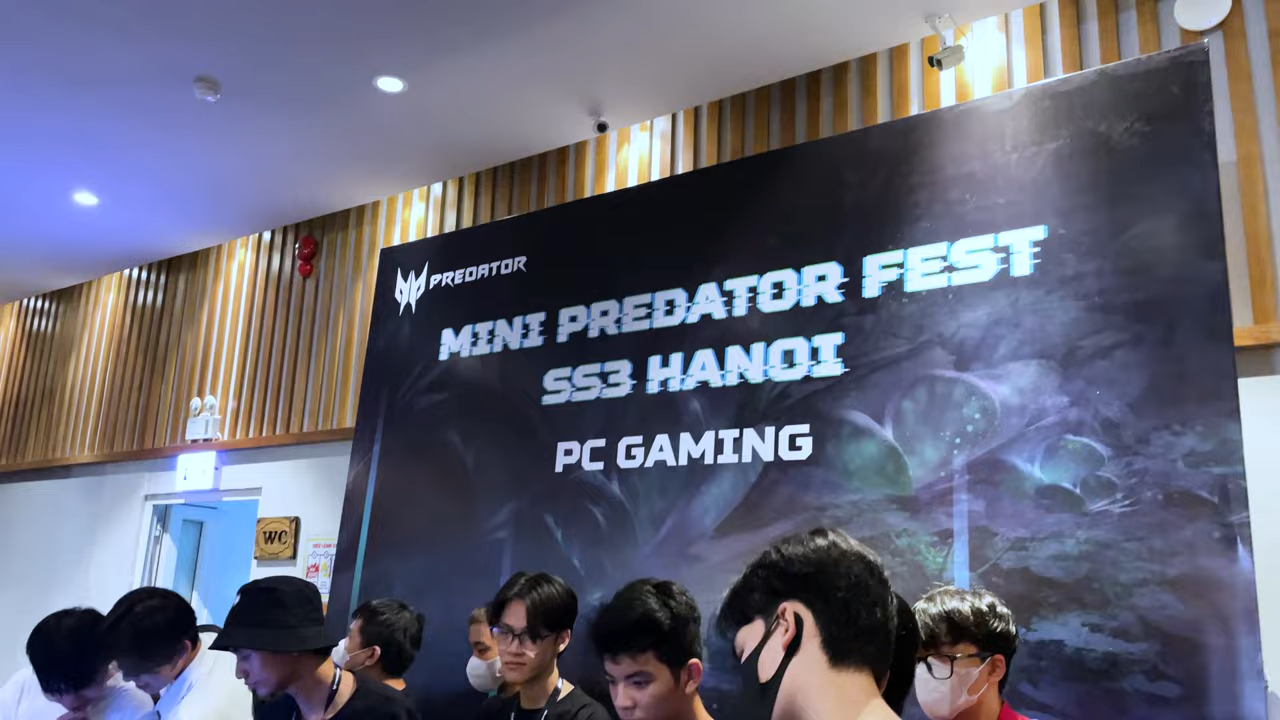 PREDATOR
MINI PREDATOR FEST
SS3 HANOI
PC GAMING
WC